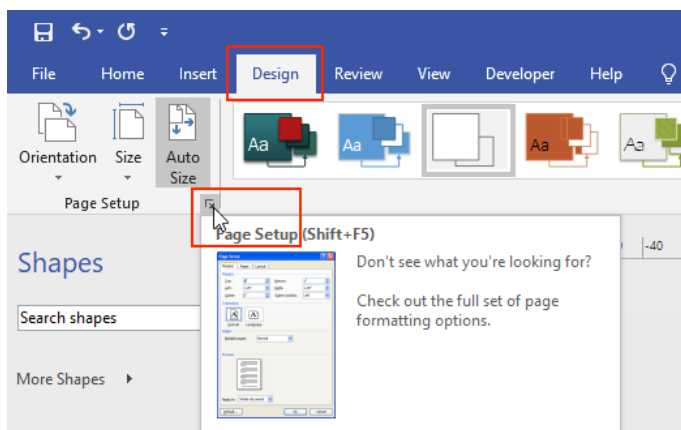 File Home Insert Design Review View Developer Help
Aa Aa Aa Aa
Orientation Size Auto
Size
Page Setup
Page Setup (Shift+F5)
-40
Don't see what you're looking for?
Check out the full set of page
formatting options.
Page Setup
Shapes
Search shapes
More Shapes